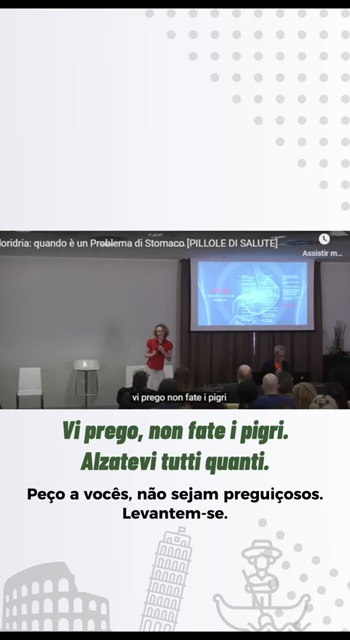 loridria: quando è un Problema di Stomaco [PILLOLE DI SALUTE]
Assistir m...
vi prego non fate i pigri
Vi prego, non fate i pigri.
Alzatevi tutti quanti.
Peço a vocês, não sejam preguiçosos.
Levantem-se.